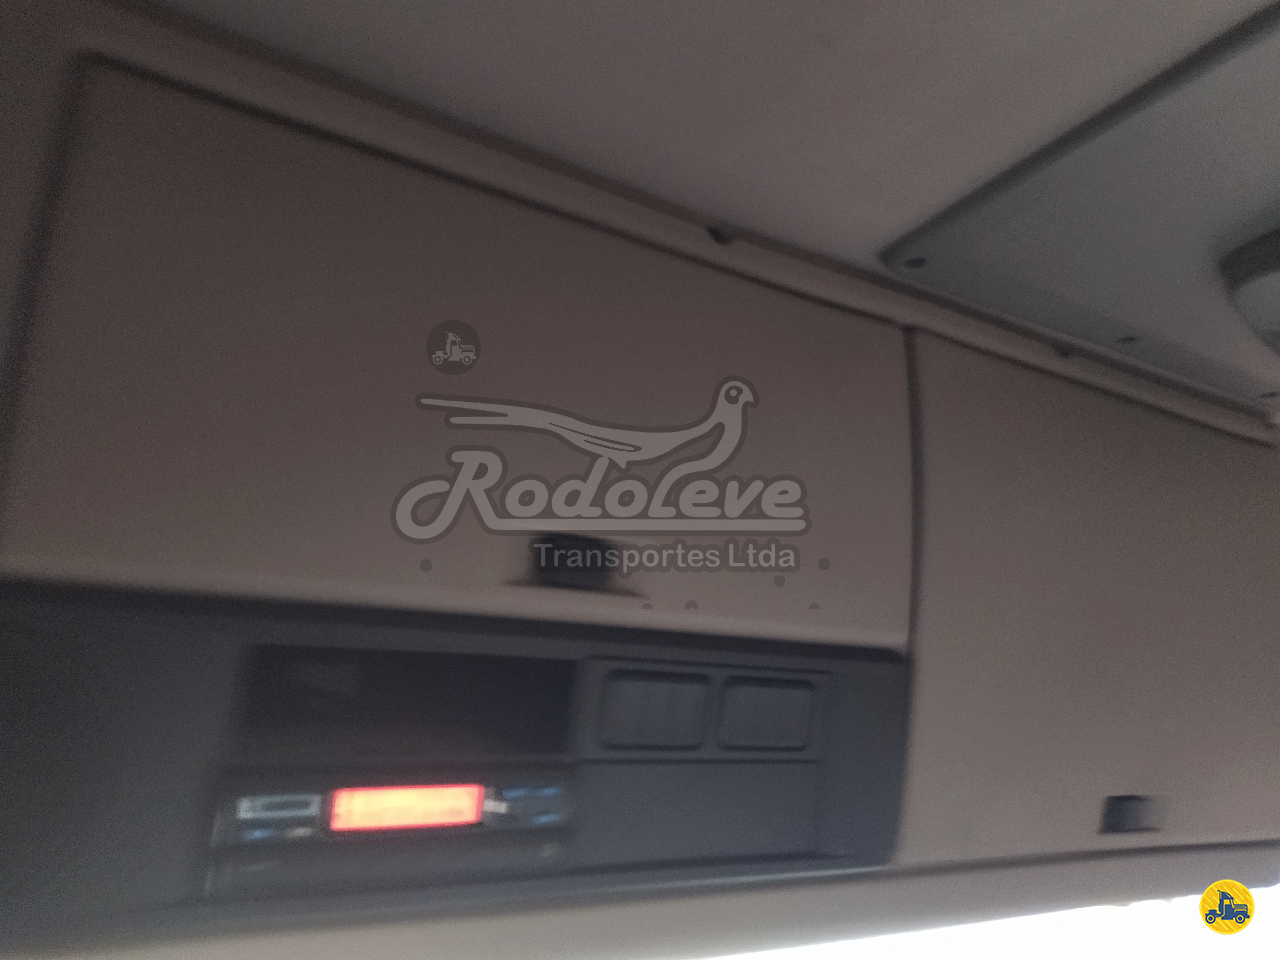 Rodoleve
Transportes Ltda